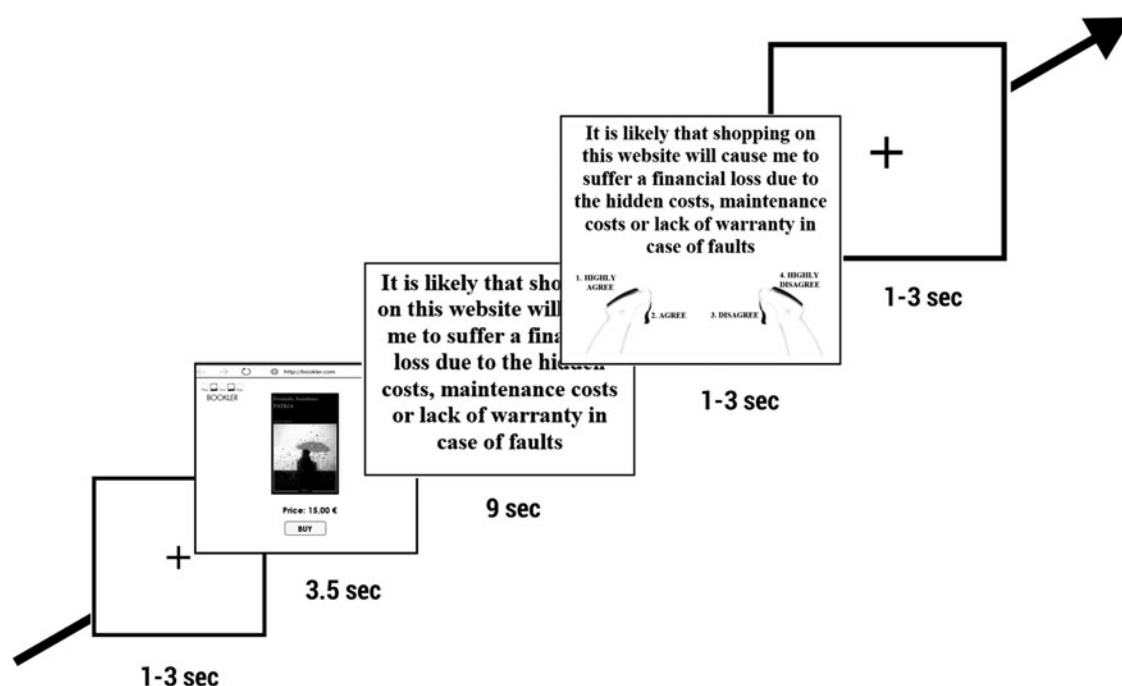 It is likely that shopping on
this website will cause me to
suffer a financial loss due to
the hidden costs, maintenance
costs or lack of warranty in
case of faults
1. HIGHLY
AGREE
2. AGREE
3. DISAGREE
4. HIGHLY
DISAGREE
1-3 sec
1-3 sec
It is likely that sho
on this website wil
me to suffer a fina
loss due to the hidden
costs, maintenance costs
or lack of warranty in
case of faults
9 sec
http://bookler.com
BOOKLER
Fernando Aramburu
PATRIA
Price: 15,00 €
BUY
3.5 sec
1-3 sec